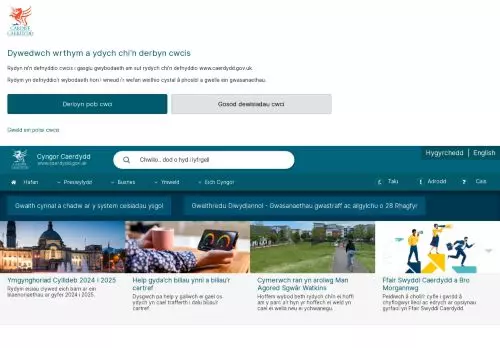 CARDIFF
CAERDYDD
Dywedwch wrthym a ydych chi'n derbyn cwcis
Rydyn ni'n defnyddio cwcis i gasglu gwybodaeth am sut rydych chi'n defnyddio www.caerdydd.gov.uk.
Rydym yn defnyddio'r wybodaeth hon i wneud i'n gwefan weithio cystal â phosibl a gwella ein gwasanaethau.
Derbyn pob cwci
Gosod dewisiadau cwci
Gweld ein polisi cwcis
Hygyrchedd | English
Cyngor Caerdydd
www.caerdydd.gov.uk
Chwilio... dod o hyd i lyfrgell
Hafan
Preswylydd
Busnes
Ymweld
Eich Cyngor
Talu
Adrodd
Cais
Gwaith cynnal a chadw ar y system ceisiadau ysgol
Gweithredu Diwydiannol - Gwasanaethau gwastraff ac ailgylchu o 28 Rhagfyr
Ymgynghoriad Cyllideb 2024 i 2025
Rydym eisiau clywed eich barn ar ein
blaenoriaethau ar gyfer 2024 i 2025.
Help gyda'ch biliau ynni a biliau'r
cartref
Dysgwch pa help y gallwch ei gael os
ydych yn cael trafferth i dalu biliau'r
cartref.
Cymerwch ran yn arolwg Man
Agored Sgwâr Watkins
Hoffem wybod beth rydych chi'n ei hoffi
am y parc a'r hyn yr hoffech ei weld yn
cael ei wella neu ei ychwanegu.
Ffair Swyddi Caerdydd a Bro
Morgannwg
Peidiwch â cholli'r cyfle i gwrdd â
chyflogwyr lleol ac edrych ar opsiynau
gyrfaol yn Ffair Swyddi Caerdydd.